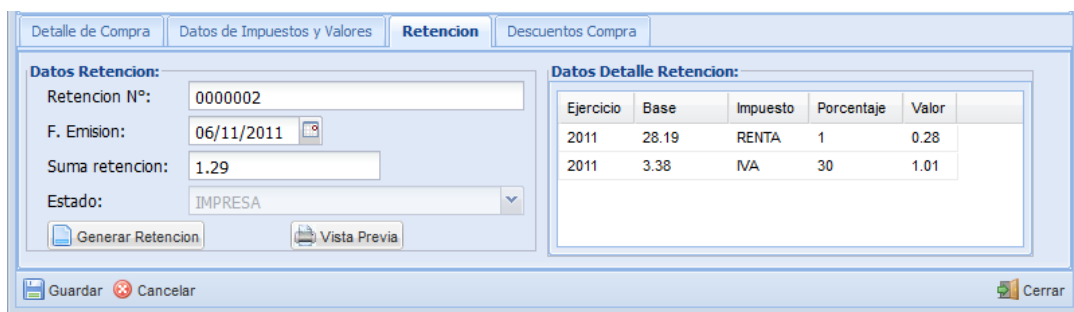 Detalle de Compra Datos de Impuestos y Valores Retencion Descuentos Compra
Datos Retencion:
Retencion Nº: 0000002
F. Emision: 06/11/2011
Suma retencion: 1.29
Estado: IMPRESA
Generar Retencion Vista Previa
Datos Detalle Retencion:
Ejercicio Base Impuesto Porcentaje Valor
2011 28.19 RENTA 1 0.28
2011 3.38 IVA 30 1.01
Guardar Cancelar Cerrar